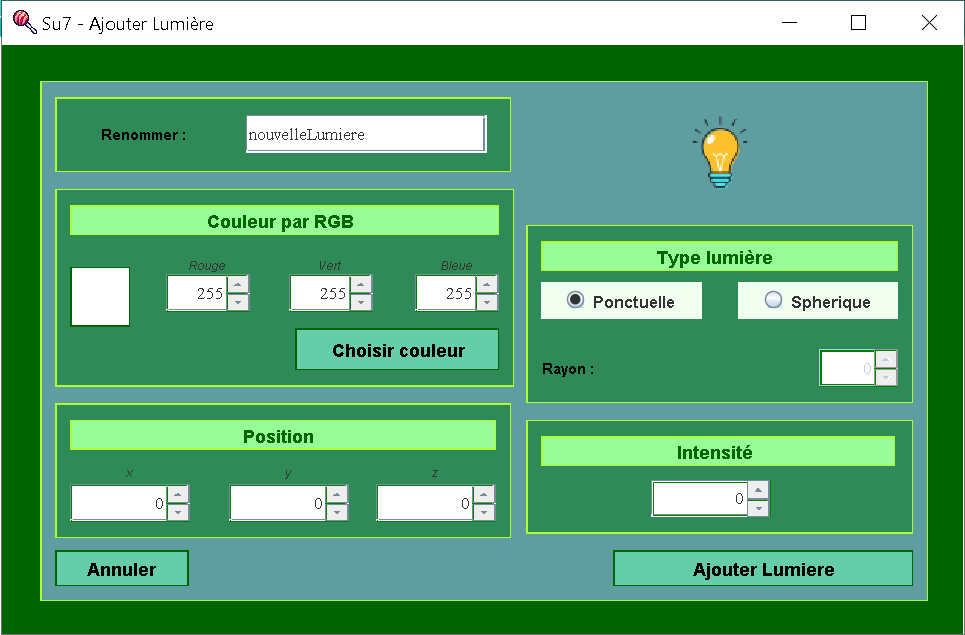 Su7 - Ajouter Lumière
Renommer :
nouvelleLumiere
Couleur par RGB
Rouge Vert Bleue
255 255 255
Choisir couleur
Type lumière
Ponctuelle Spherique
Rayon : 0
Position
x y z
0 0 0
Intensité
0
Annuler
Ajouter Lumiere